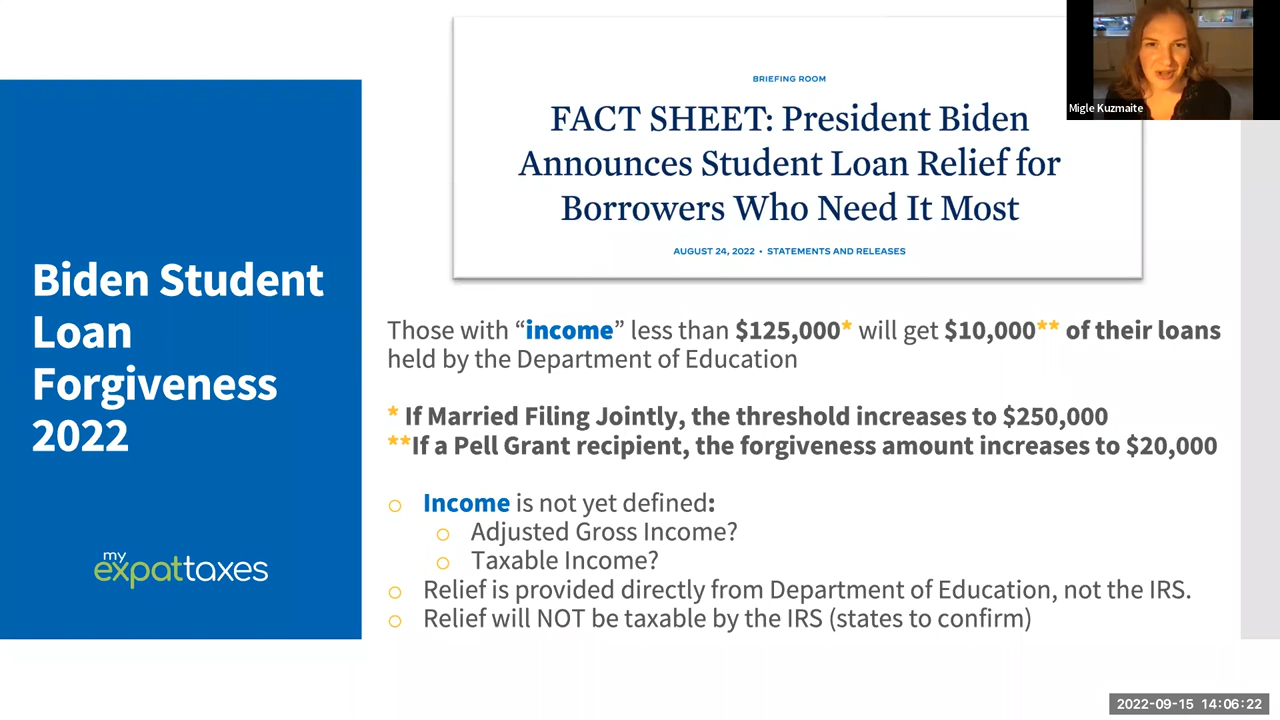 BRIEFING ROOM
FACT SHEET: President Biden
Announces Student Loan Relief for
Borrowers Who Need It Most
AUGUST 24, 2022 • STATEMENTS AND RELEASES
Migle Kuzmaite
Biden Student
Loan
Forgiveness
2022
my
expattaxes
Those with “income” less than $125,000* will get $10,000** of their loans
held by the Department of Education
* If Married Filing Jointly, the threshold increases to $250,000
**If a Pell Grant recipient, the forgiveness amount increases to $20,000
o Income is not yet defined:
o Adjusted Gross Income?
o Taxable Income?
o Relief is provided directly from Department of Education, not the IRS.
o Relief will NOT be taxable by the IRS (states to confirm)
2022-09-15 14:06:22